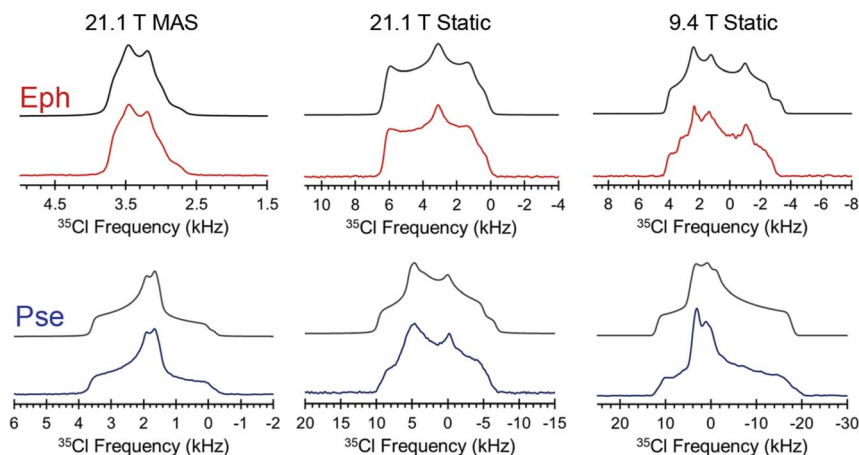 21.1 T MAS 21.1 T Static 9.4 T Static
Eph
4.5 3.5 2.5 1.5
10 8 6 4 2 0 -2 -4
8 6 4 2 0 -2 -4 -6 -8
³⁵Cl Frequency (kHz) ³⁵Cl Frequency (kHz) ³⁵Cl Frequency (kHz)
Pse
6 5 4 3 2 1 0 -1 -2
20 15 10 5 0 -5 -10 -15
20 10 0 -10 -20 -30
³⁵Cl Frequency (kHz) ³⁵Cl Frequency (kHz) ³⁵Cl Frequency (kHz)